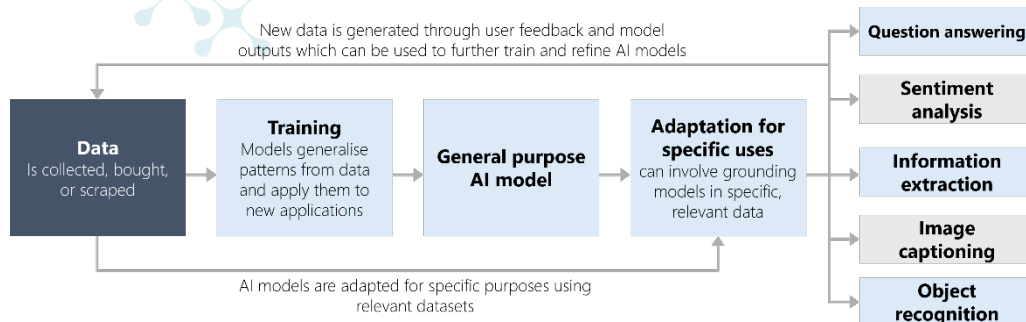 New data is generated through user feedback and model
outputs which can be used to further train and refine AI models
Data
Is collected, bought,
or scraped
Training
Models generalise
patterns from data
and apply them to
new applications
General purpose
AI model
Adaptation for
specific uses
can involve grounding
models in specific,
relevant data
Question answering
Sentiment
analysis
Information
extraction
Image
captioning
Object
recognition
AI models are adapted for specific purposes using
relevant datasets